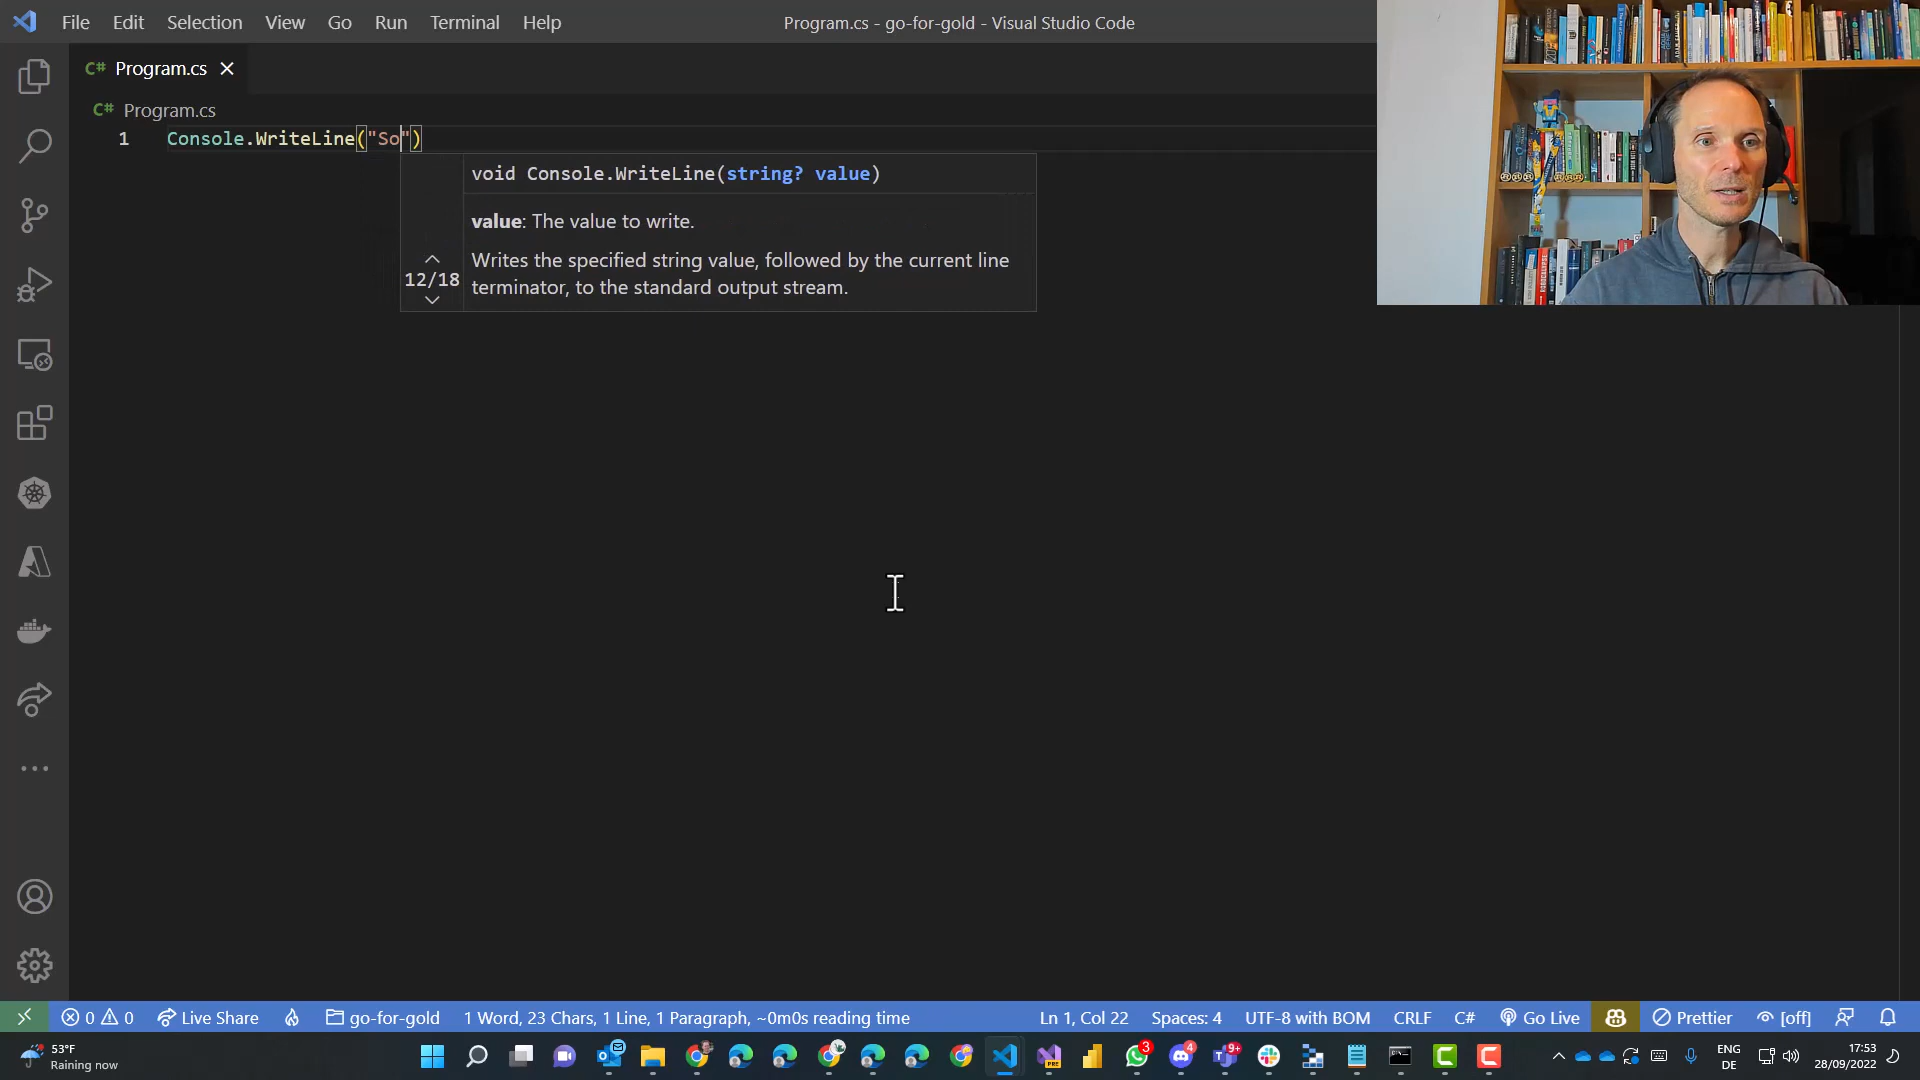 File Edit Selection View Go Run Terminal Help
Program.cs - go-for-gold - Visual Studio Code
C# Program.cs
C# Program.cs
1 Console.WriteLine("So")
void Console.WriteLine(string? value)
value: The value to write.
12/18
Writes the specified string value, followed by the current line
terminator, to the standard output stream.
0 0 Live Share go-for-gold 1 Word, 23 Chars, 1 Line, 1 Paragraph, ~0m0s reading time Ln 1, Col 22 Spaces: 4 UTF-8 with BOM CRLF C# Go Live Prettier [off]
53°F
Raining now
3 4 9+
ENG
DE
17:53
28/09/2022